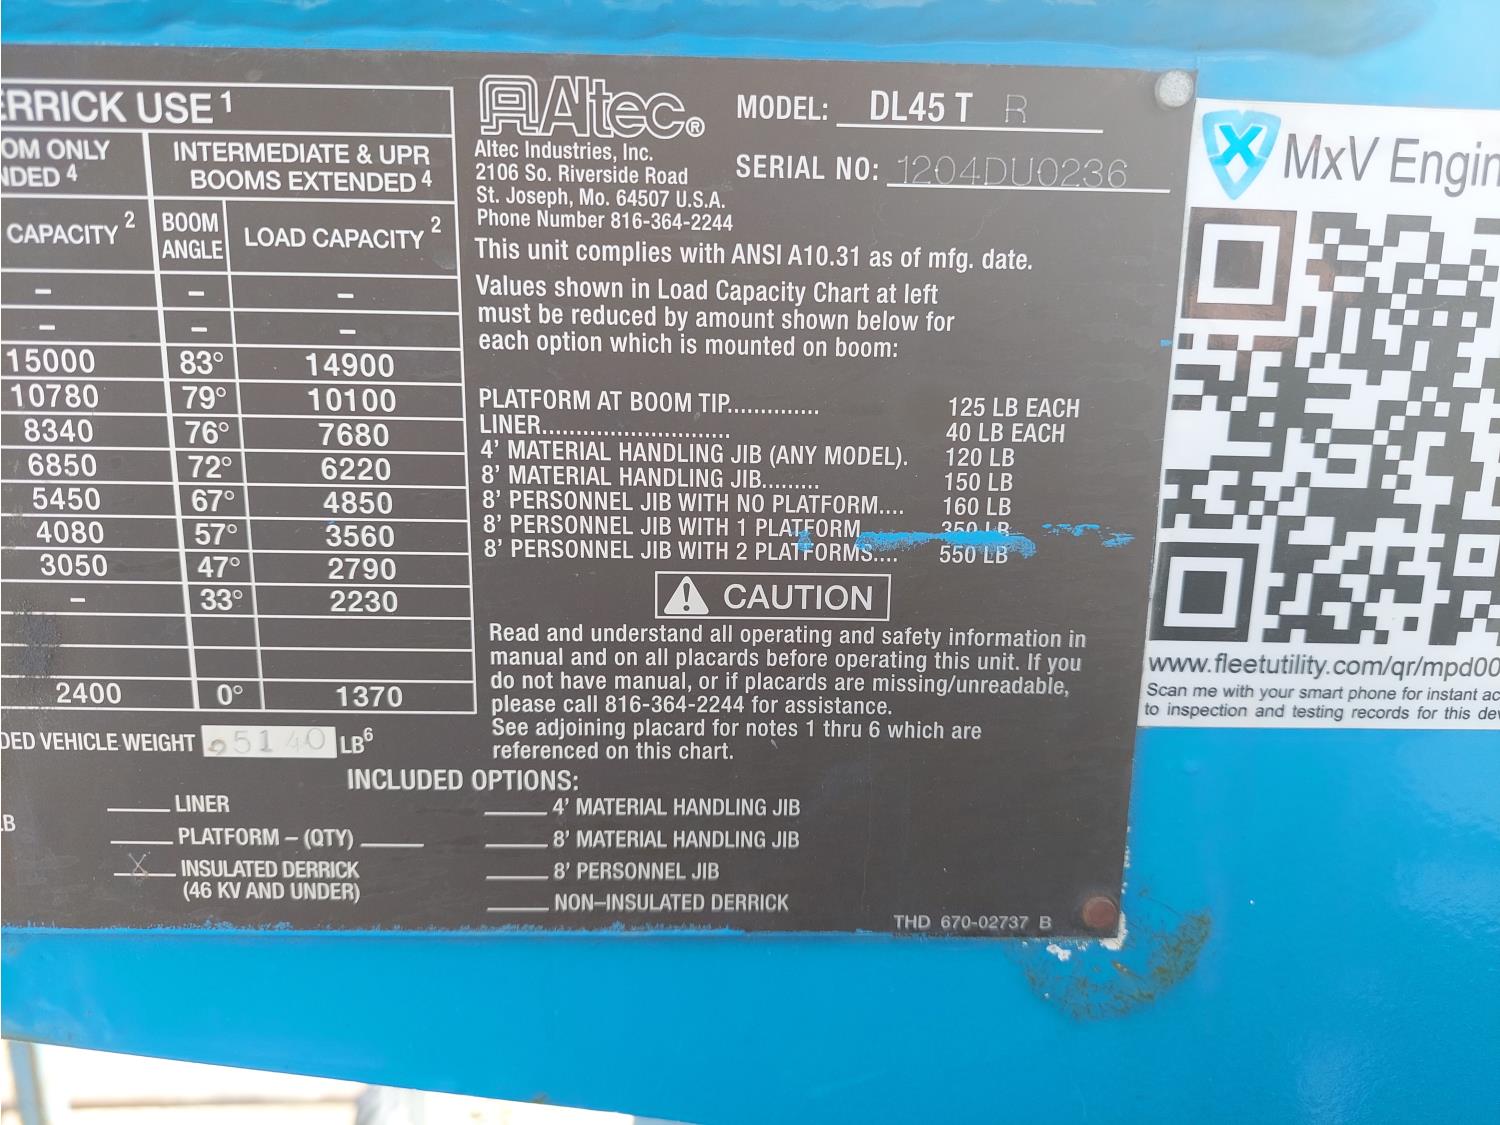 ERRICK USE 1
OM ONLY
NDED 4
INTERMEDIATE & UPR
BOOMS EXTENDED 4
CAPACITY 2
BOOM
ANGLE
LOAD CAPACITY 2
– – –
– – –
15000 83° 14900
10780 79° 10100
8340 76° 7680
6850 72° 6220
5450 67° 4850
4080 57° 3560
3050 47° 2790
– 33° 2230
2400 0° 1370
DED VEHICLE WEIGHT 5140 LB6
Altec®
Altec Industries, Inc.
2106 So. Riverside Road
St. Joseph, Mo. 64507 U.S.A.
Phone Number 816-364-2244
MODEL: DL45 T R
SERIAL NO: 1204DU0236
This unit complies with ANSI A10.31 as of mfg. date.
Values shown in Load Capacity Chart at left
must be reduced by amount shown below for
each option which is mounted on boom:
PLATFORM AT BOOM TIP.............. 125 LB EACH
LINER............................ 40 LB EACH
4' MATERIAL HANDLING JIB (ANY MODEL). 120 LB
8' MATERIAL HANDLING JIB......... 150 LB
8' PERSONNEL JIB WITH NO PLATFORM.... 160 LB
8' PERSONNEL JIB WITH 1 PLATFORM 350 LB
8' PERSONNEL JIB WITH 2 PLATFORMS.... 550 LB
CAUTION
Read and understand all operating and safety information in
manual and on all placards before operating this unit. If you
do not have manual, or if placards are missing/unreadable,
please call 816-364-2244 for assistance.
See adjoining placard for notes 1 thru 6 which are
referenced on this chart.
INCLUDED OPTIONS:
LB
LINER
PLATFORM – (QTY)
X INSULATED DERRICK
(46 KV AND UNDER)
4' MATERIAL HANDLING JIB
8' MATERIAL HANDLING JIB
8' PERSONNEL JIB
NON–INSULATED DERRICK
THD 670-02737 B
MxV Engin
www.fleetutility.com/qr/mpd00
Scan me with your smart phone for instant ac
to inspection and testing records for this dev